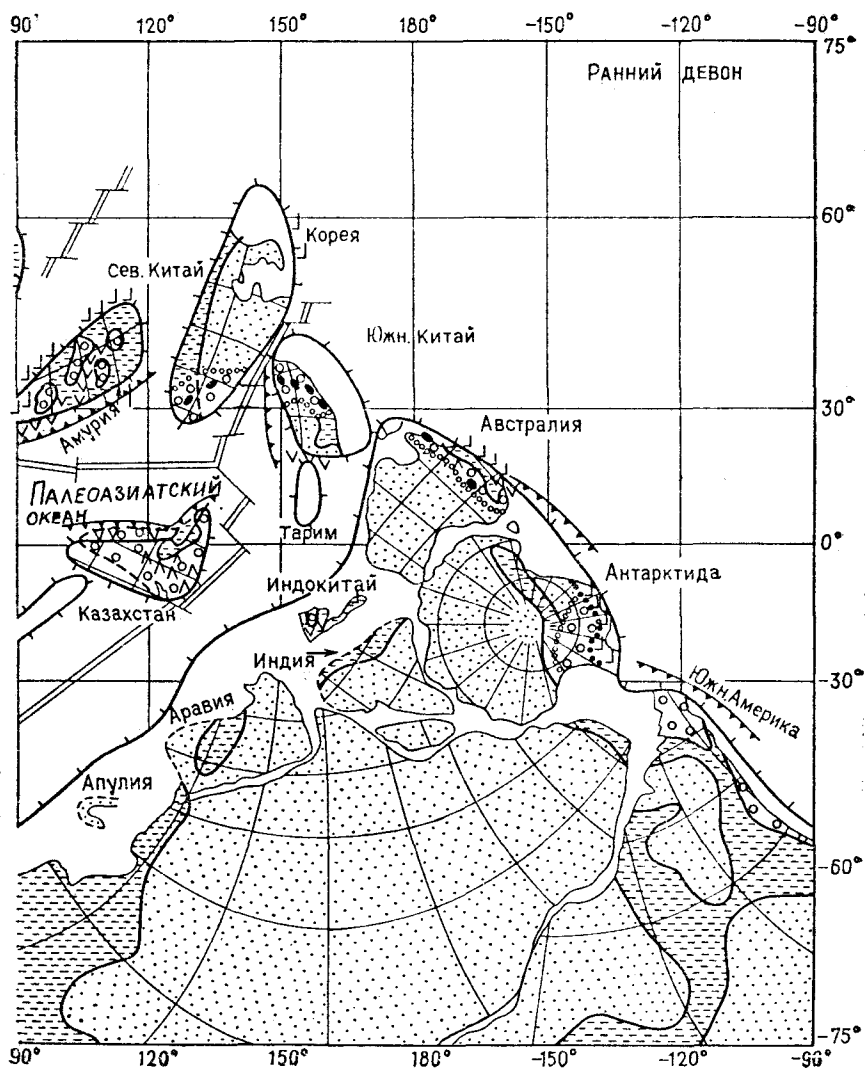 90° 120° 150° 180° -150° -120° -90°
75° 75°
РАННИЙ ДЕВОН
60°
Корея
Сев. Китай
Южн. Китай
30°
Амурия
Австралия
ПАЛЕОАЗИАТСКИЙ
ОКЕАН
Тарим
0°
Антарктида
Индокитай
Казахстан
Индия
-30°
Южн Америка
Аравия
Апулия
-60°
-75°
90° 120° 150° 180° -150° -120° -90°